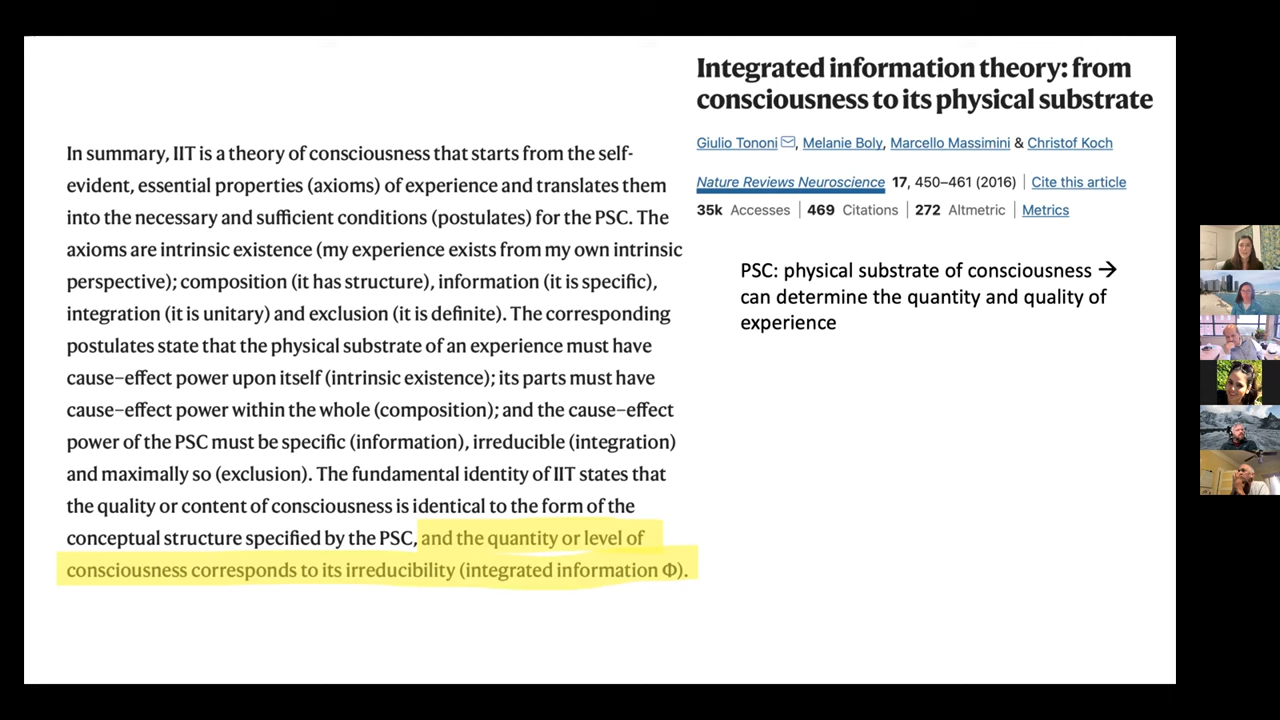 Integrated information theory: from
consciousness to its physical substrate
Giulio Tononi, Melanie Boly, Marcello Massimini & Christof Koch
Nature Reviews Neuroscience 17, 450–461 (2016) | Cite this article
35k Accesses | 469 Citations | 272 Altmetric | Metrics
In summary, IIT is a theory of consciousness that starts from the self-
evident, essential properties (axioms) of experience and translates them
into the necessary and sufficient conditions (postulates) for the PSC. The
axioms are intrinsic existence (my experience exists from my own intrinsic
perspective); composition (it has structure), information (it is specific),
integration (it is unitary) and exclusion (it is definite). The corresponding
postulates state that the physical substrate of an experience must have
cause–effect power upon itself (intrinsic existence); its parts must have
cause–effect power within the whole (composition); and the cause–effect
power of the PSC must be specific (information), irreducible (integration)
and maximally so (exclusion). The fundamental identity of IIT states that
the quality or content of consciousness is identical to the form of the
conceptual structure specified by the PSC, and the quantity or level of
consciousness corresponds to its irreducibility (integrated information Φ).
PSC: physical substrate of consciousness →
can determine the quantity and quality of
experience